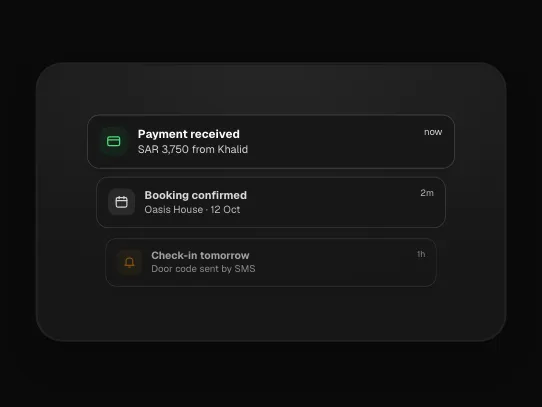 Payment received
now
SAR 3,750 from Khalid
Booking confirmed
2m
Oasis House · 12 Oct
Check-in tomorrow
1h
Door code sent by SMS